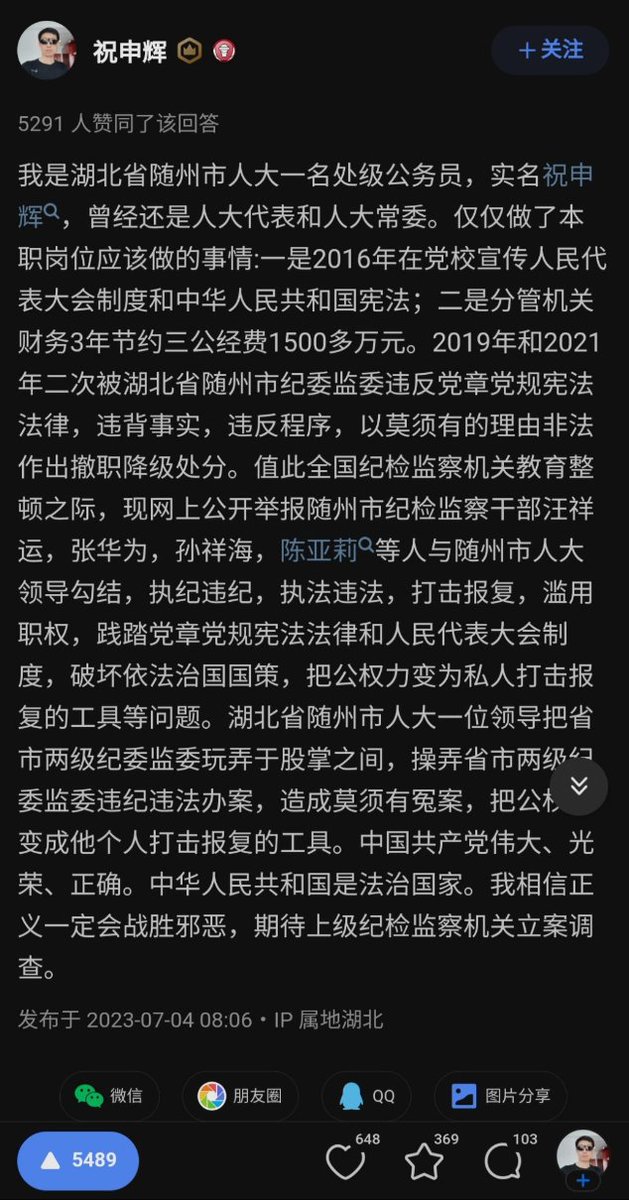 祝申辉
+关注
5291 人赞同了该回答
我是湖北省随州市人大一名处级公务员，实名祝申
辉，曾经还是人大代表和人大常委。仅仅做了本
职岗位应该做的事情:一是2016年在党校宣传人民代
表大会制度和中华人民共和国宪法；二是分管机关
财务3年节约三公经费1500多万元。2019年和2021
年二次被湖北省随州市纪委监委违反党章党规宪法
法律，违背事实，违反程序，以莫须有的理由非法
作出撤职降级处分。值此全国纪检监察机关教育整
顿之际，现网上公开举报随州市纪检监察干部汪祥
运，张华为，孙祥海，陈亚莉等人与随州市人大
领导勾结，执纪违纪，执法违法，打击报复，滥用
职权，践踏党章党规宪法法律和人民代表大会制
度，破坏依法治国国策，把公权力变为私人打击报
复的工具等问题。湖北省随州市人大一位领导把省
市两级纪委监委玩弄于股掌之间，操弄省市两级纪
委监委违纪违法办案，造成莫须有冤案，把公权
变成他个人打击报复的工具。中国共产党伟大、光
荣、正确。中华人民共和国是法治国家。我相信正
义一定会战胜邪恶，期待上级纪检监察机关立案调
查。
发布于 2023-07-04 08:06・IP 属地湖北
微信
朋友圈
QQ
图片分享
5489
648
369
103